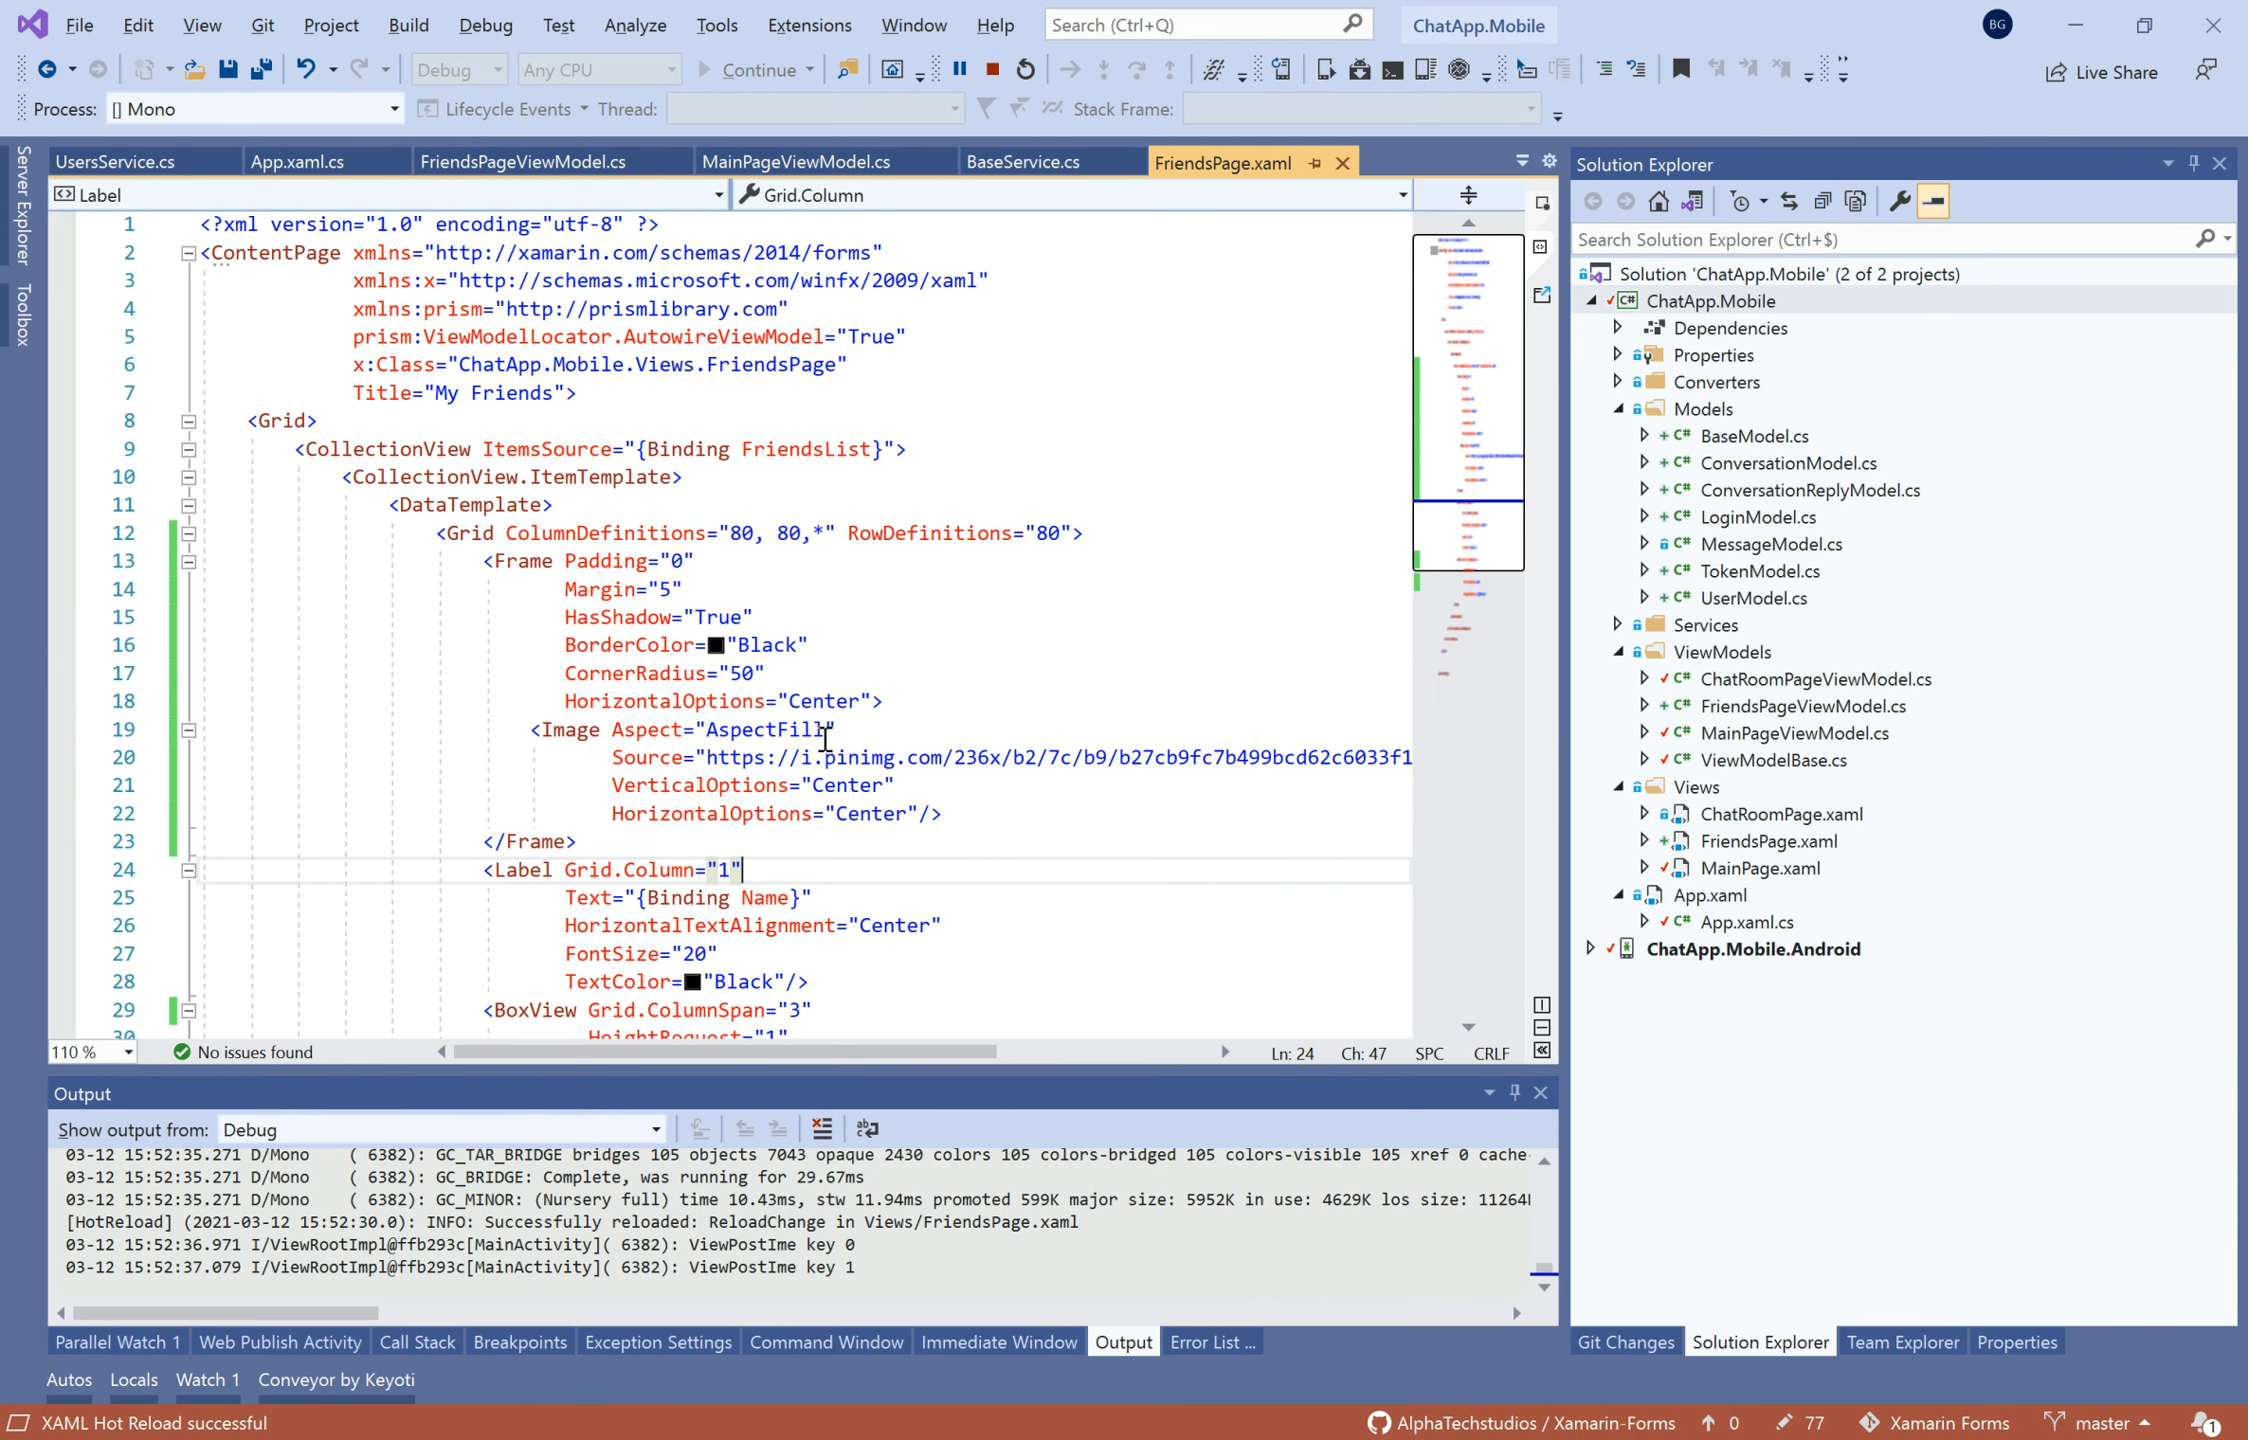 File Edit View Git Project Build Debug Test Analyze Tools Extensions Window Help Search (Ctrl+Q) ChatApp.Mobile BG
Debug Any CPU Continue Live Share
Process: [] Mono Lifecycle Events Thread: Stack Frame:
Server Explorer
Toolbox
UsersService.cs App.xaml.cs FriendsPageViewModel.cs MainPageViewModel.cs BaseService.cs FriendsPage.xaml
Label Grid.Column
1 <?xml version="1.0" encoding="utf-8" ?>
2 <ContentPage xmlns="http://xamarin.com/schemas/2014/forms"
3 xmlns:x="http://schemas.microsoft.com/winfx/2009/xaml"
4 xmlns:prism="http://prismlibrary.com"
5 prism:ViewModelLocator.AutowireViewModel="True"
6 x:Class="ChatApp.Mobile.Views.FriendsPage"
7 Title="My Friends">
8 <Grid>
9 <CollectionView ItemsSource="{Binding FriendsList}">
10 <CollectionView.ItemTemplate>
11 <DataTemplate>
12 <Grid ColumnDefinitions="80, 80,*" RowDefinitions="80">
13 <Frame Padding="0"
14 Margin="5"
15 HasShadow="True"
16 BorderColor="Black"
17 CornerRadius="50"
18 HorizontalOptions="Center">
19 <Image Aspect="AspectFill"
20 Source="https://i.pinimg.com/236x/b2/7c/b9/b27cb9fc7b499bcd62c6033f1
21 VerticalOptions="Center"
22 HorizontalOptions="Center"/>
23 </Frame>
24 <Label Grid.Column="1"
25 Text="{Binding Name}"
26 HorizontalTextAlignment="Center"
27 FontSize="20"
28 TextColor="Black"/>
29 <BoxView Grid.ColumnSpan="3"
30 HeightRequest="1"
110 % No issues found Ln: 24 Ch: 47 SPC CRLF
Output
Show output from: Debug
03-12 15:52:35.271 D/Mono ( 6382): GC_TAR_BRIDGE bridges 105 objects 7043 opaque 2430 colors 105 colors-bridged 105 colors-visible 105 xref 0 cache-
03-12 15:52:35.271 D/Mono ( 6382): GC_BRIDGE: Complete, was running for 29.67ms
03-12 15:52:35.271 D/Mono ( 6382): GC_MINOR: (Nursery full) time 10.43ms, stw 11.94ms promoted 599K major size: 5952K in use: 4629K los size: 11264K
[HotReload] (2021-03-12 15:52:30.0): INFO: Successfully reloaded: ReloadChange in Views/FriendsPage.xaml
03-12 15:52:36.971 I/ViewRootImpl@ffb293c[MainActivity]( 6382): ViewPostIme key 0
03-12 15:52:37.079 I/ViewRootImpl@ffb293c[MainActivity]( 6382): ViewPostIme key 1
Parallel Watch 1 Web Publish Activity Call Stack Breakpoints Exception Settings Command Window Immediate Window Output Error List ...
Autos Locals Watch 1 Conveyor by Keyoti
Solution Explorer
Search Solution Explorer (Ctrl+$)
Solution 'ChatApp.Mobile' (2 of 2 projects)
ChatApp.Mobile
Dependencies
Properties
Converters
Models
BaseModel.cs
ConversationModel.cs
ConversationReplyModel.cs
LoginModel.cs
MessageModel.cs
TokenModel.cs
UserModel.cs
Services
ViewModels
ChatRoomPageViewModel.cs
FriendsPageViewModel.cs
MainPageViewModel.cs
ViewModelBase.cs
Views
ChatRoomPage.xaml
FriendsPage.xaml
MainPage.xaml
App.xaml
App.xaml.cs
ChatApp.Mobile.Android
Git Changes Solution Explorer Team Explorer Properties
XAML Hot Reload successful AlphaTechstudios / Xamarin-Forms 0 77 Xamarin Forms master 1